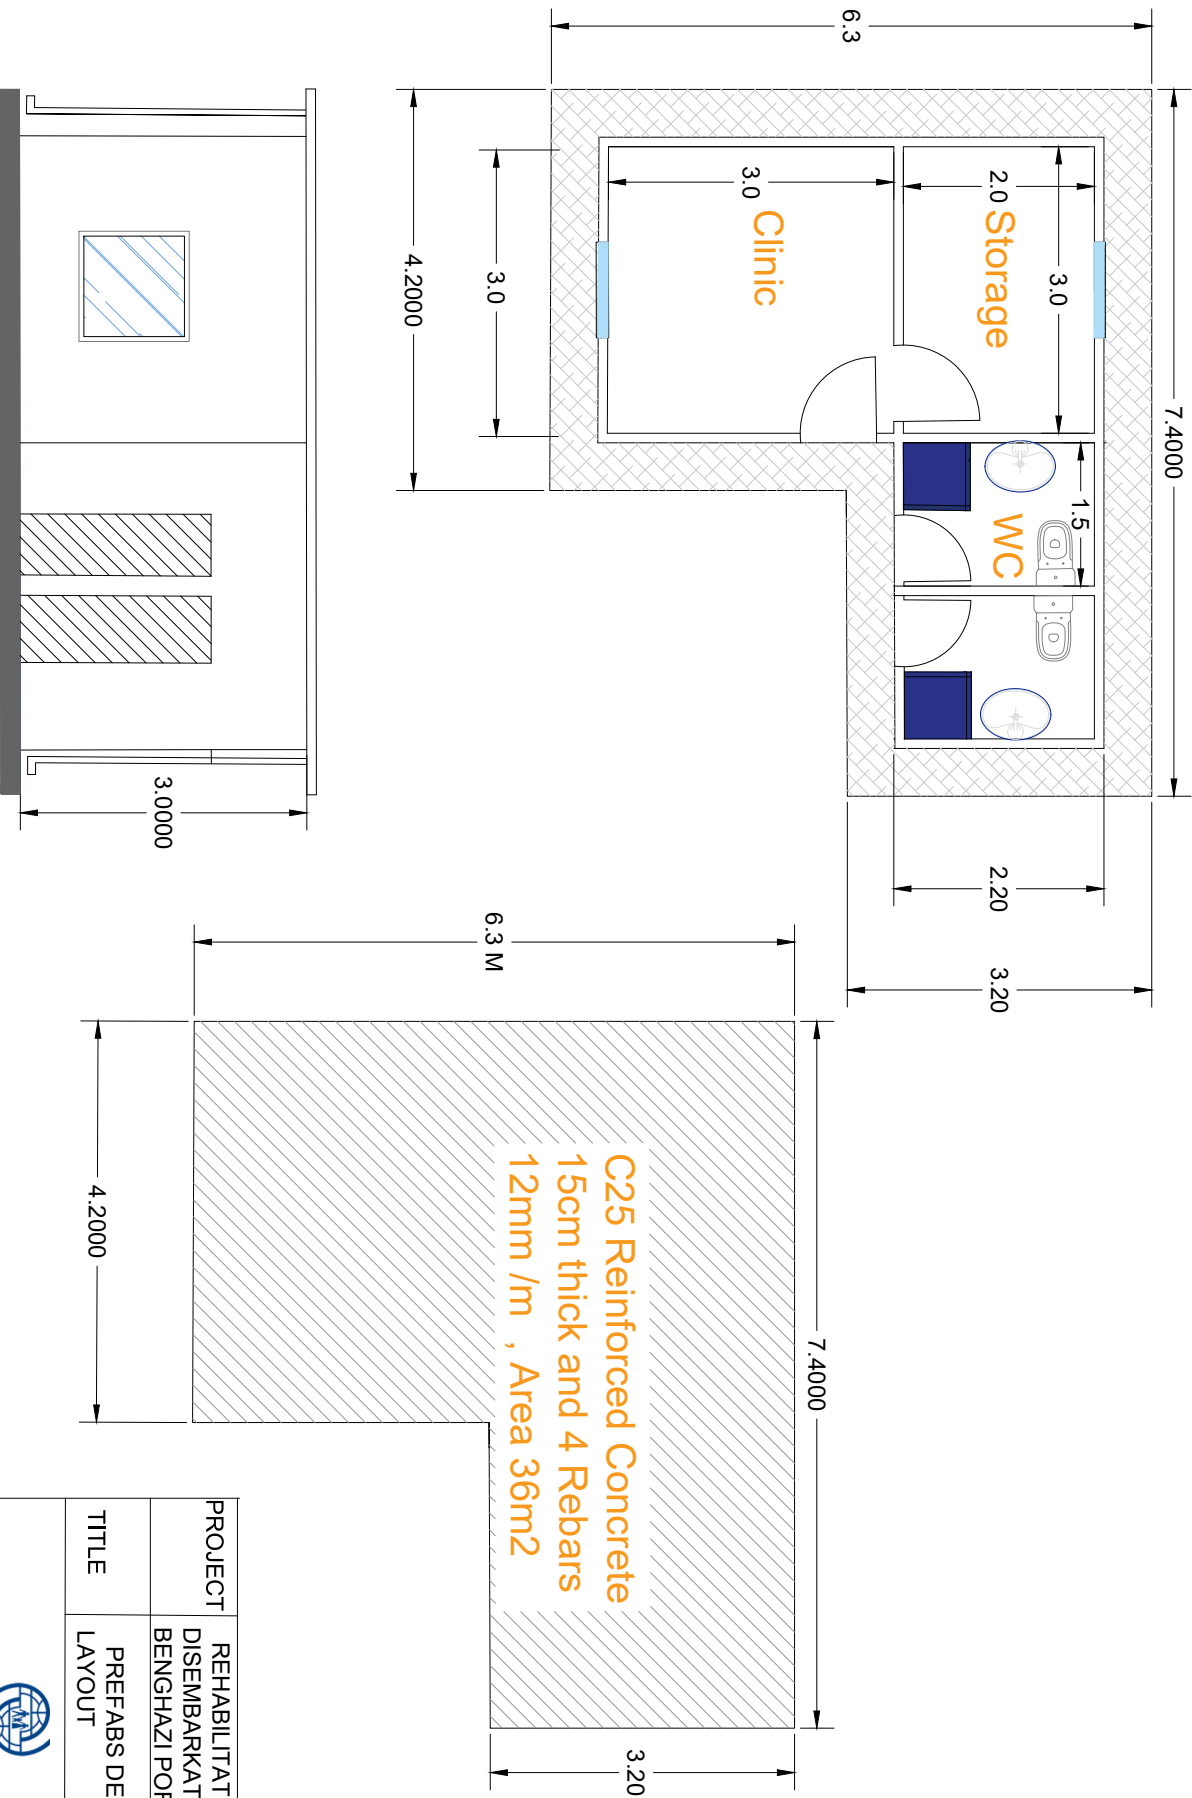 7.4000
6.3
Storage
3.0
2.0
1.5
WC
Clinic
3.0
3.0
4.2000
2.20
3.20
3.0000
7.4000
6.3 M
C25 Reinforced Concrete
15cm thick and 4 Rebars
12mm /m , Area 36m2
4.2000
3.20
PROJECT
REHABILITAT
DISEMBARKAT
BENGHAZI POR
TITLE
PREFABS DE
LAYOUT